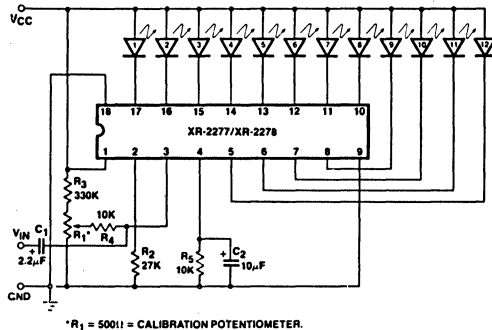 VCC
1 2 3 4 5 6 7 8 9 10 11 12
18 17 16 15 14 13 12 11 10
XR-2277/XR-2278
1 2 3 4 5 6 7 8 9
R3
330K
10K
VIN C1
R1* R4
2.2µF
R2
27K
R5
10K
C2
10µF
GND
*R1 = 500Ω = CALIBRATION POTENTIOMETER.